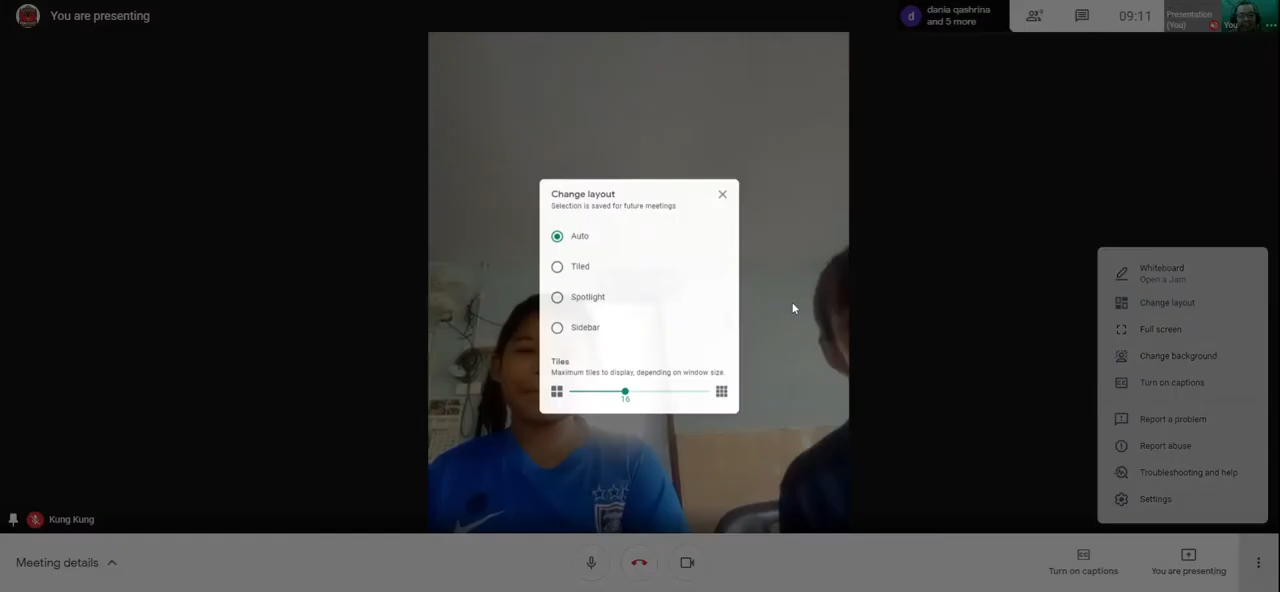 You are presenting
dania qashrina
and 5 more
09:11
Presentation
(You)
You
Change layout
Selection is saved for future meetings
Auto
Tiled
Spotlight
Sidebar
Tiles
Maximum tiles to display, depending on window size.
16
Whiteboard
Open a Jam
Change layout
Full screen
Change background
Turn on captions
Report a problem
Report abuse
Troubleshooting and help
Settings
Kung Kung
Meeting details
Turn on captions
You are presenting